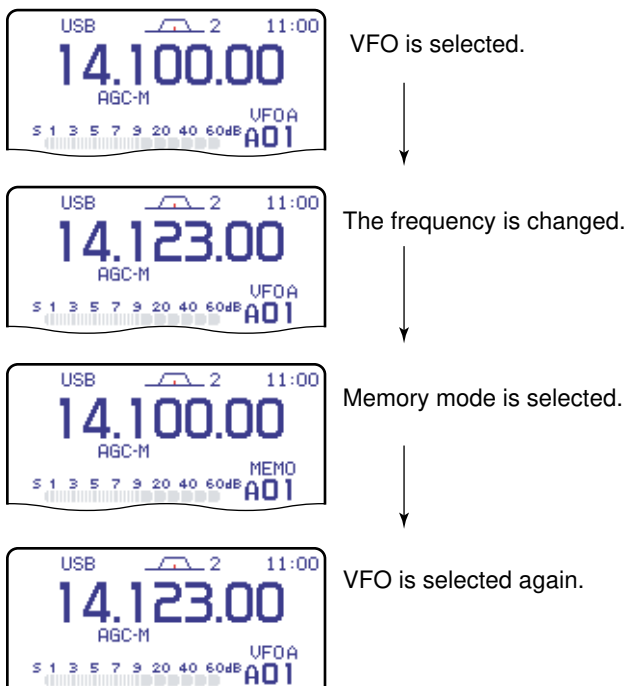 USB 2 11:00
VFO is selected.
14.100.00
AGC-M
VFOA
S 1 3 5 7 9 20 40 60dB A01
USB 2 11:00
The frequency is changed.
14.123.00
AGC-M
VFOA
S 1 3 5 7 9 20 40 60dB A01
USB 2 11:00
Memory mode is selected.
14.100.00
AGC-M
MEMO
S 1 3 5 7 9 20 40 60dB A01
USB 2 11:00
VFO is selected again.
14.123.00
AGC-M
VFOA
S 1 3 5 7 9 20 40 60dB A01